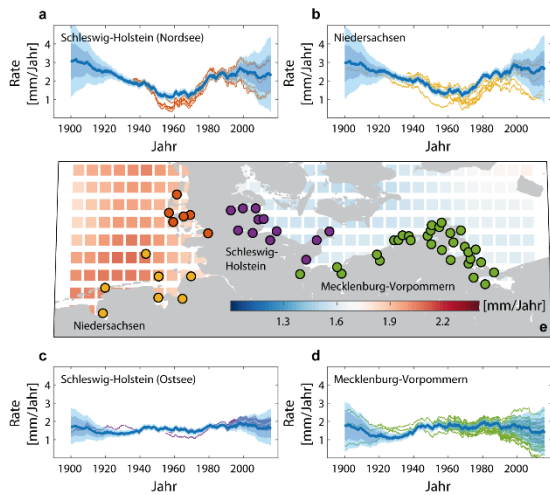 a
Schleswig-Holstein (Nordsee)
Rate
[mm/Jahr]
4
3
2
1
1900 1920 1940 1960 1980 2000
Jahr
b
Niedersachsen
Rate
[mm/Jahr]
4
3
2
1
1900 1920 1940 1960 1980 2000
Jahr
Schleswig-
Holstein
Mecklenburg-Vorpommern
Niedersachsen
[mm/Jahr]
1.3 1.6 1.9 2.2
e
c
Schleswig-Holstein (Ostsee)
Rate
[mm/Jahr]
4
3
2
1
1900 1920 1940 1960 1980 2000
Jahr
d
Mecklenburg-Vorpommern
Rate
[mm/Jahr]
4
3
2
1
0
1900 1920 1940 1960 1980 2000
Jahr